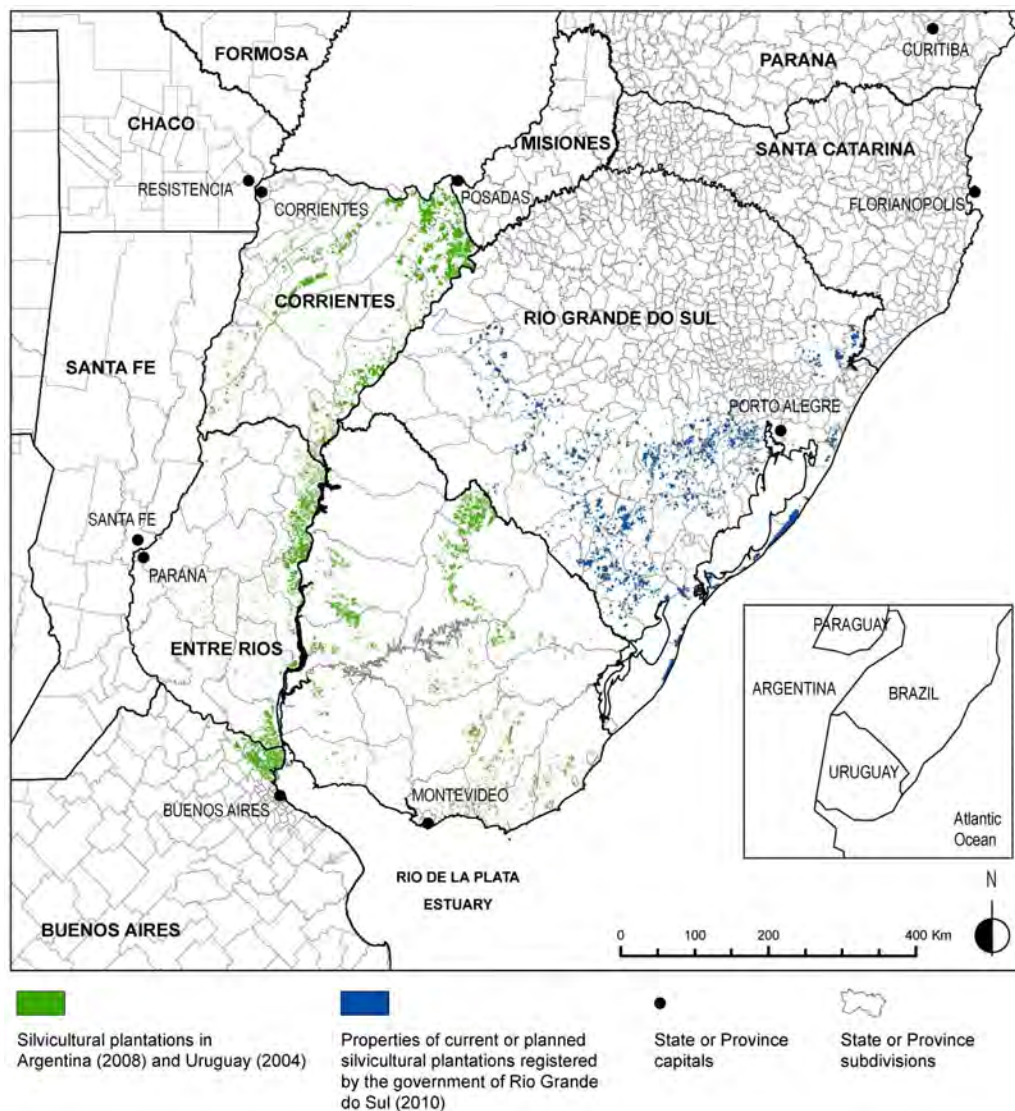 FORMOSA
PARANA
CURITIBA
CHACO
MISIONES
SANTA CATARINA
RESISTENCIA
CORRIENTES
POSADAS
FLORIANOPOLIS
CORRIENTES
RIO GRANDE DO SUL
SANTA FE
PORTO ALEGRE
SANTA FE
PARANA
ENTRE RIOS
PARAGUAY
ARGENTINA
BRAZIL
URUGUAY
Atlantic
Ocean
BUENOS AIRES
MONTEVIDEO
RIO DE LA PLATA
ESTUARY
BUENOS AIRES
N
0 100 200 400 Km
Silvicultural plantations in
Argentina (2008) and Uruguay (2004)
Properties of current or planned
silvicultural plantations registered
by the government of Rio Grande
do Sul (2010)
State or Province
capitals
State or Province
subdivisions